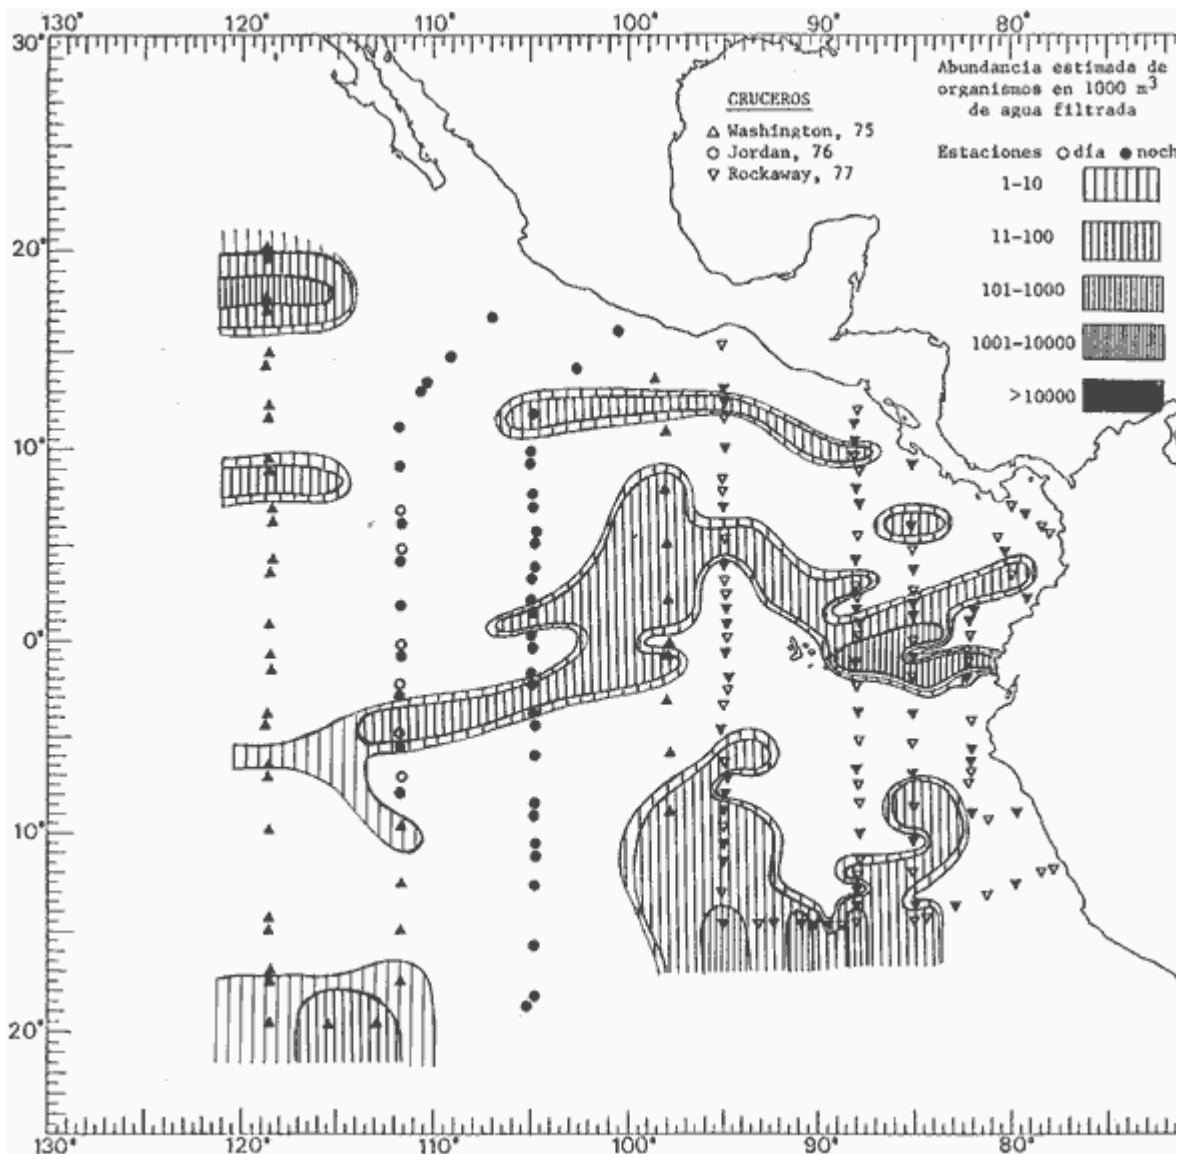 130° 120° 110° 100° 90° 80°
30°
Abundancia estimada de
organismos en 1000 m³
de agua filtrada
CRUCEROS
△ Washington, 75
○ Jordan, 76
▽ Rockaway, 77
Estaciones ○ día ● noch
1-10
11-100
101-1000
1001-10000
>10000
20°
10°
0°
10°
20°
130° 120° 110° 100° 90° 80°